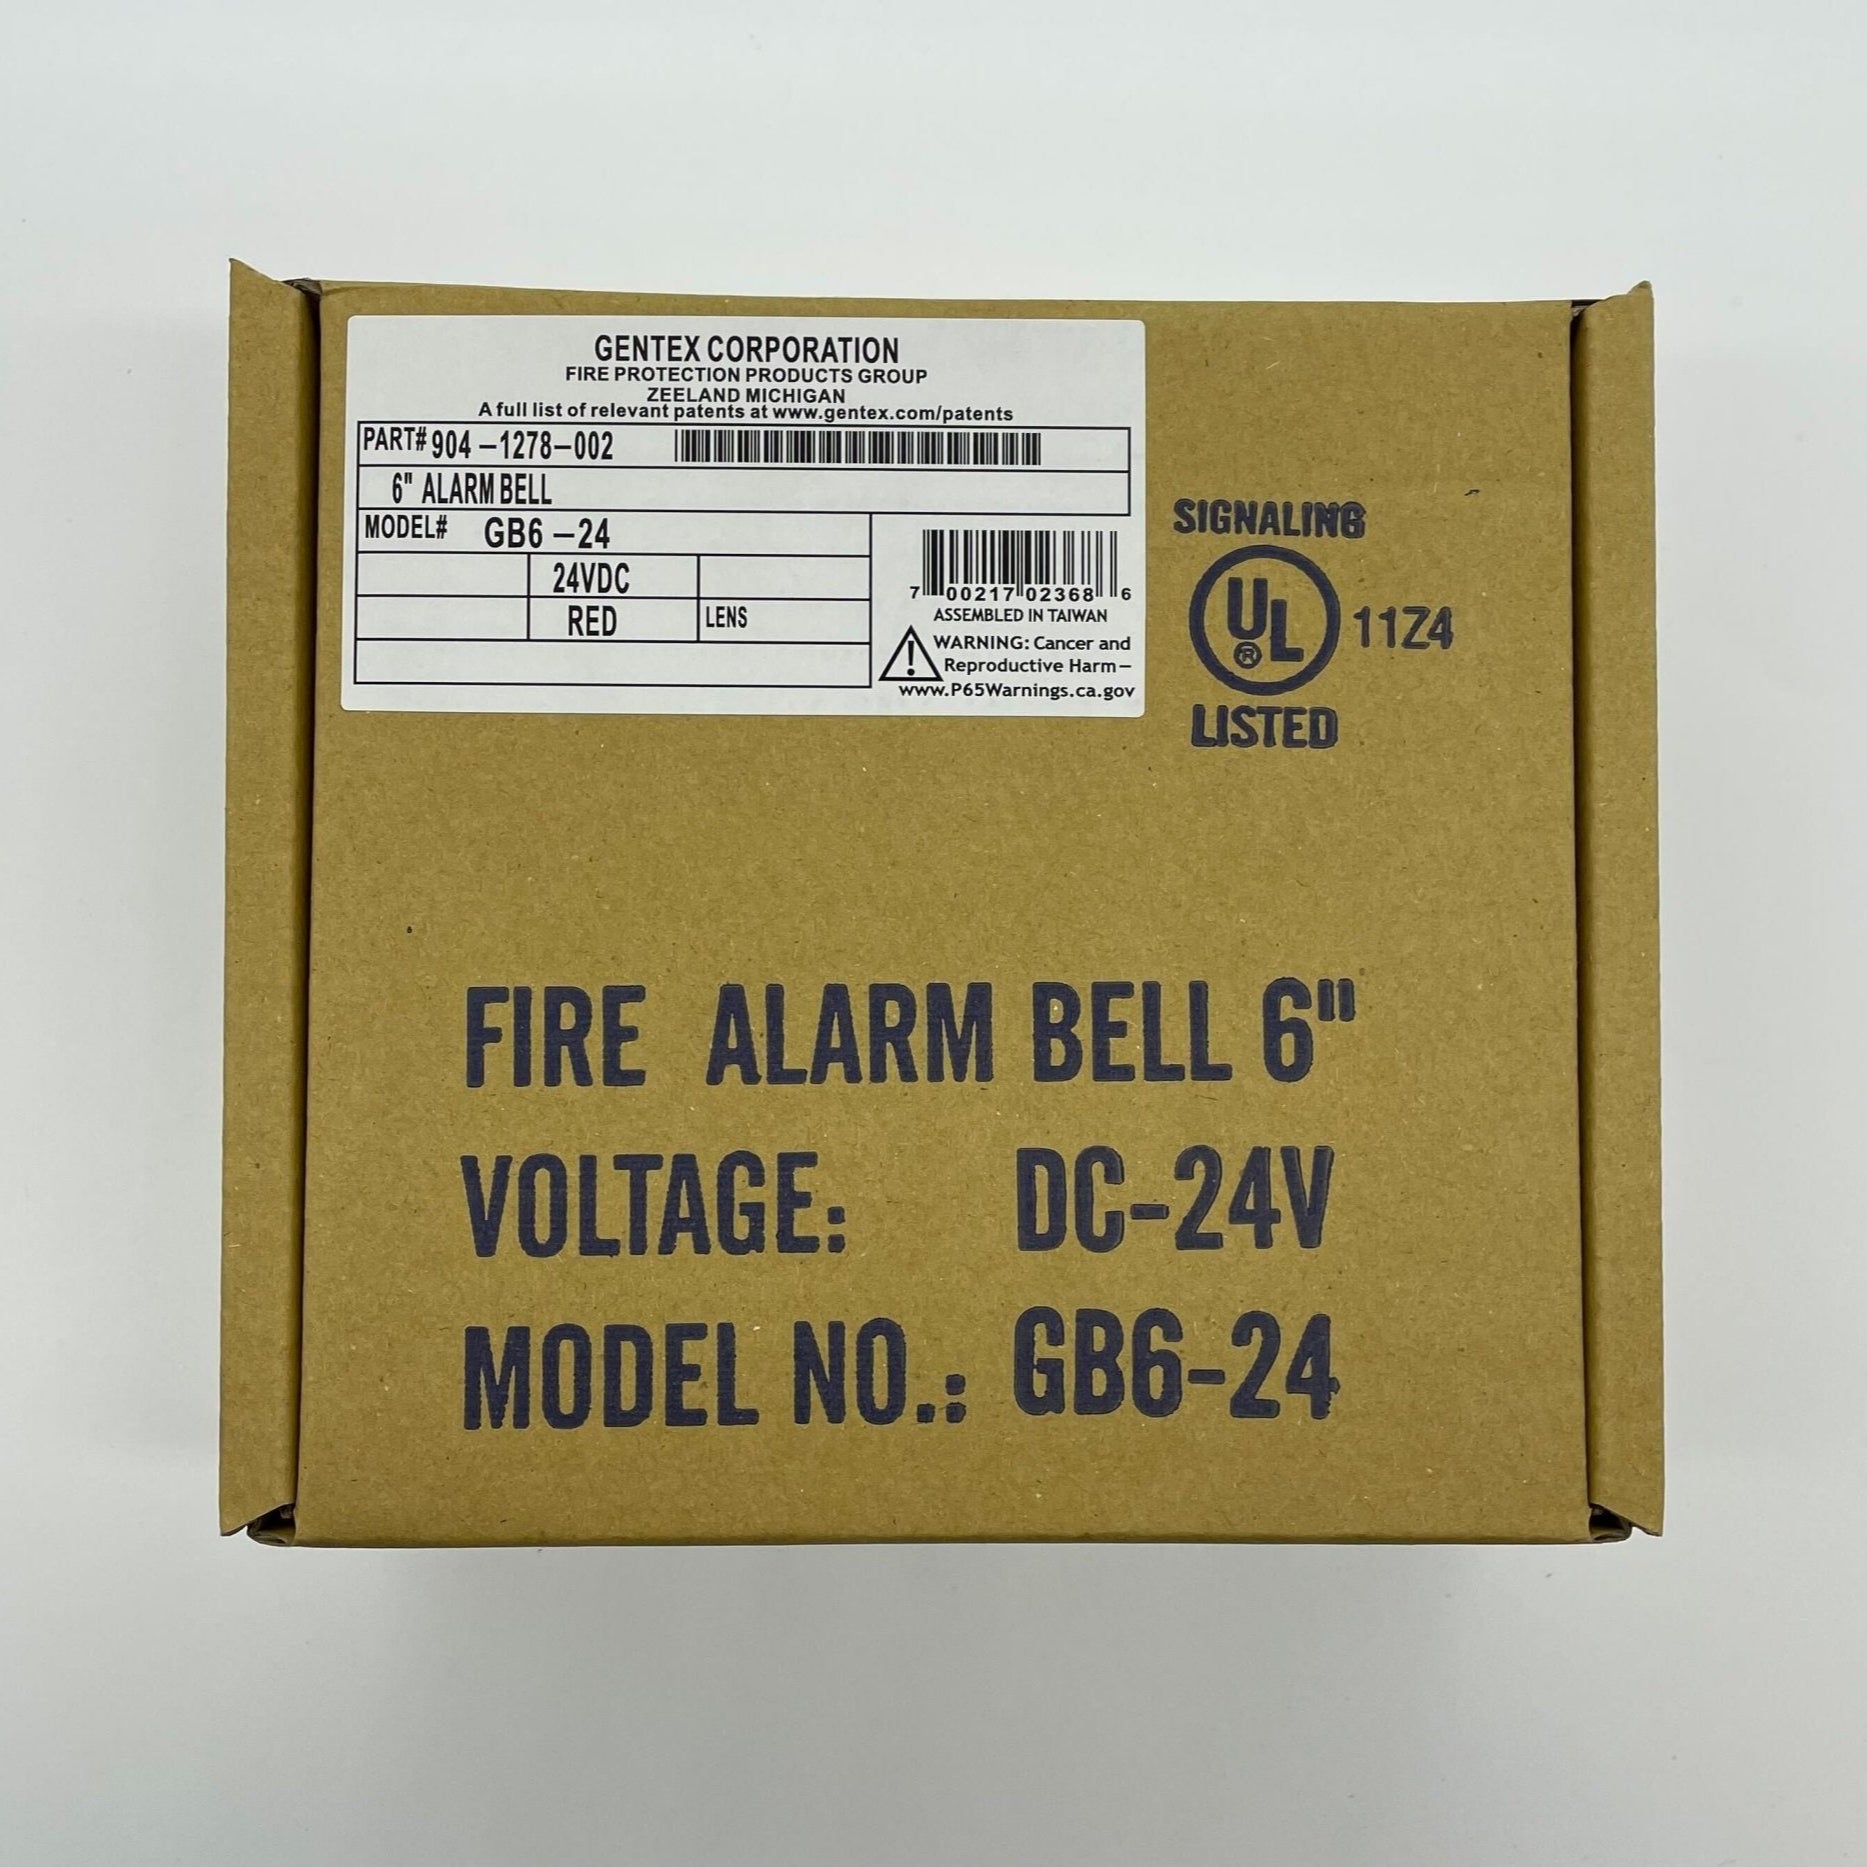 GENTEX CORPORATION
FIRE PROTECTION PRODUCTS GROUP
ZEELAND MICHIGAN
A full list of relevant patents at www.gentex.com/patents
PART# 904-1278-002
6" ALARM BELL
MODEL# GB6-24
24VDC
RED LENS
7 00217 02368 6
ASSEMBLED IN TAIWAN
WARNING: Cancer and
Reproductive Harm-
www.P65Warnings.ca.gov
SIGNALING
UL ® 11Z4
LISTED
FIRE ALARM BELL 6"
VOLTAGE: DC-24V
MODEL NO.: GB6-24